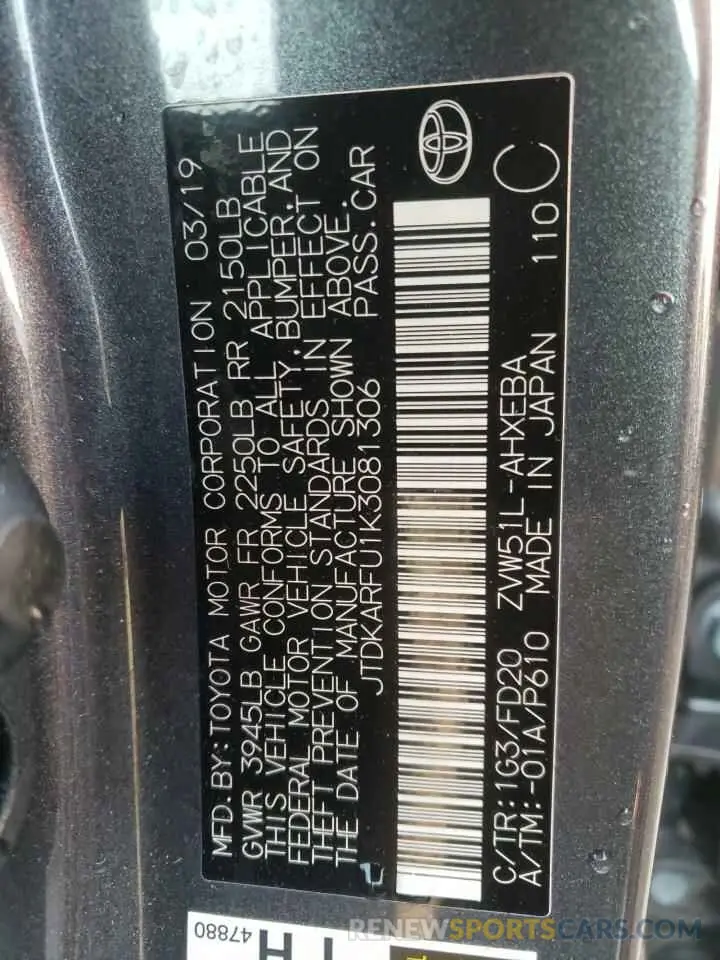 MFD. BY: TOYOTA MOTOR CORPORATION 03/19
GVWR 3945LB GAWR FR 2250LB RR 2150LB
THIS VEHICLE CONFORMS TO ALL APPLICABLE
FEDERAL MOTOR VEHICLE SAFETY, BUMPER, AND
THEFT PREVENTION STANDARDS IN EFFECT ON
THE DATE OF MANUFACTURE SHOWN ABOVE.
JTDKARFU1K3081306 PASS. CAR
C/TR: 1G3/FD20 ZVW51L-AHXEBA
A/TM: -01A/P610 MADE IN JAPAN 110
C
47880
H
RENEWSPORTSCARS.COM